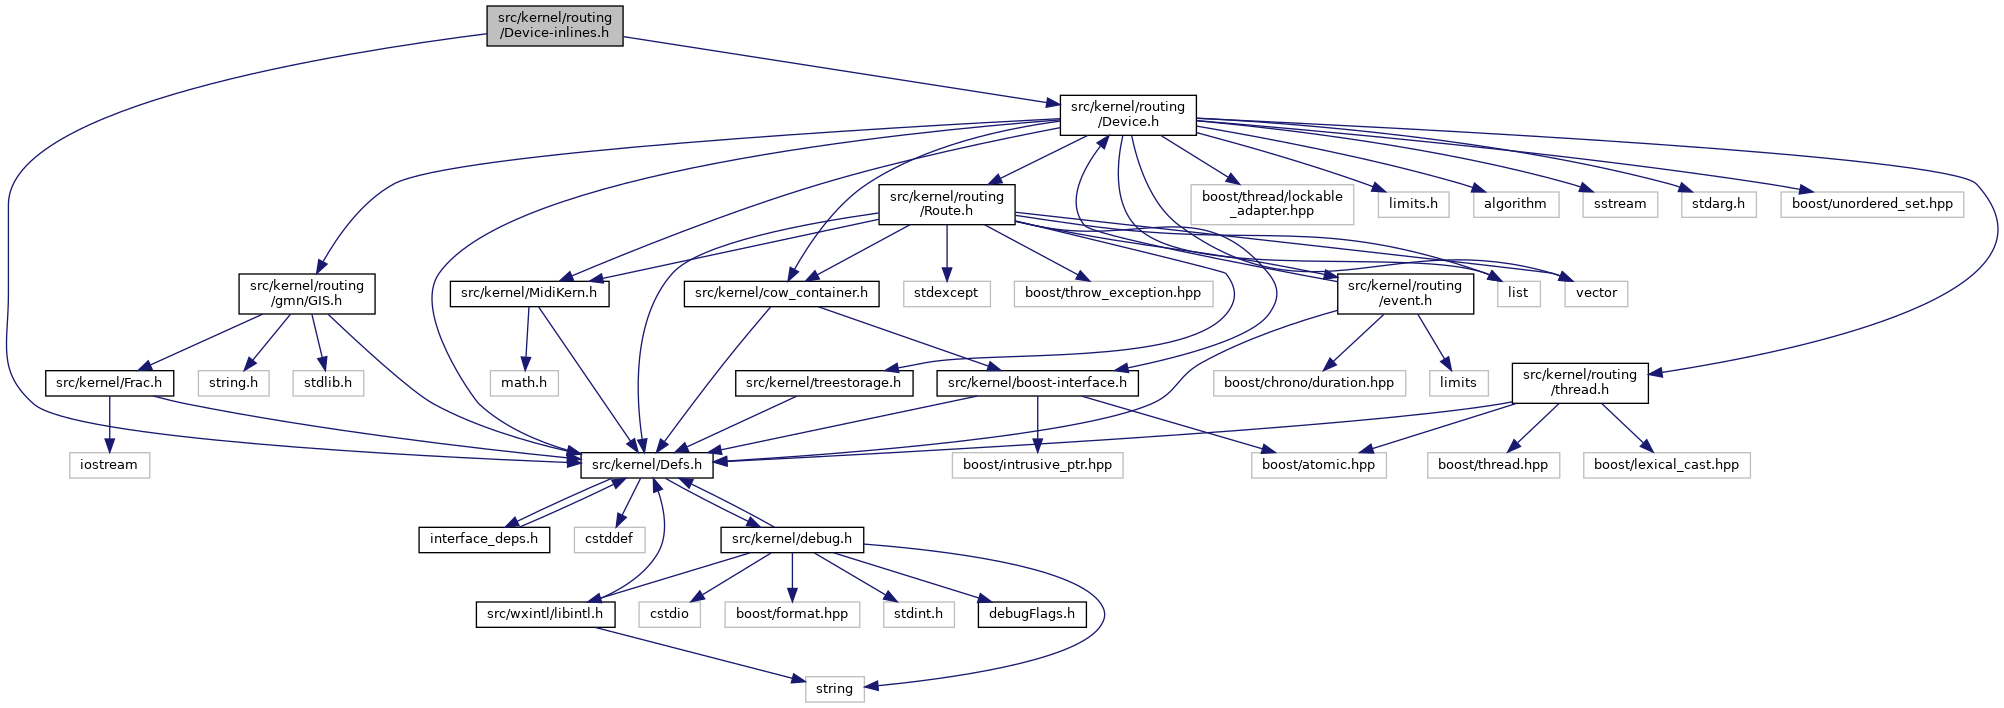 src/kernel/routing
/Device-inlines.h
src/kernel/routing
/Device.h
src/kernel/routing
/Route.h
boost/thread/lockable
_adapter.hpp
limits.h
algorithm
sstream
stdarg.h
boost/unordered_set.hpp
src/kernel/routing
/gmn/GIS.h
src/kernel/MidiKern.h
src/kernel/cow_container.h
stdexcept
boost/throw_exception.hpp
src/kernel/routing
/event.h
list
vector
src/kernel/Frac.h
string.h
stdlib.h
math.h
src/kernel/treestorage.h
src/kernel/boost-interface.h
boost/chrono/duration.hpp
limits
src/kernel/routing
/thread.h
iostream
src/kernel/Defs.h
boost/intrusive_ptr.hpp
boost/atomic.hpp
boost/thread.hpp
boost/lexical_cast.hpp
interface_deps.h
cstddef
src/kernel/debug.h
src/wxintl/libintl.h
cstdio
boost/format.hpp
stdint.h
debugFlags.h
string